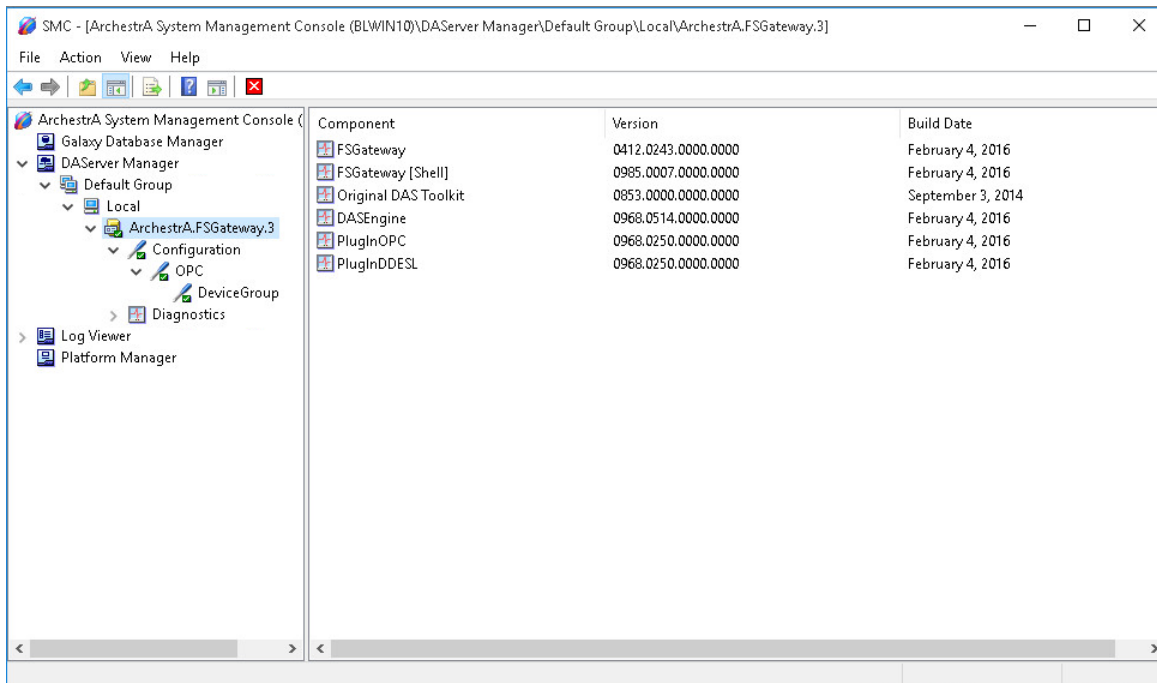 SMC - [ArchestrA System Management Console (BLWIN10)\DAServer Manager\Default Group\Local\ArchestrA.FSGateway.3]
File Action View Help
ArchestrA System Management Console (
Galaxy Database Manager
DAServer Manager
Default Group
Local
ArchestrA.FSGateway.3
Configuration
OPC
DeviceGroup
Diagnostics
Log Viewer
Platform Manager
Component Version Build Date
FSGateway 0412.0243.0000.0000 February 4, 2016
FSGateway [Shell] 0985.0007.0000.0000 February 4, 2016
Original DAS Toolkit 0853.0000.0000.0000 September 3, 2014
DASEngine 0968.0514.0000.0000 February 4, 2016
PlugInOPC 0968.0250.0000.0000 February 4, 2016
PlugInDDESL 0968.0250.0000.0000 February 4, 2016